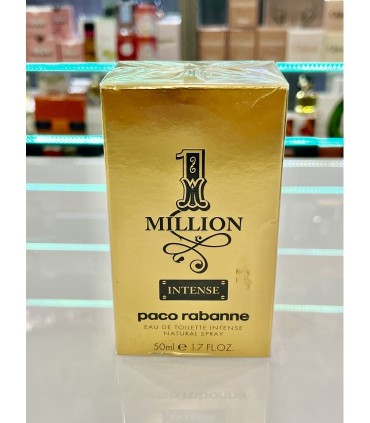 1
MILLION
INTENSE
paco rabanne
EAU DE TOILETTE INTENSE
NATURAL SPRAY
50ml e 1.7 FL.OZ.